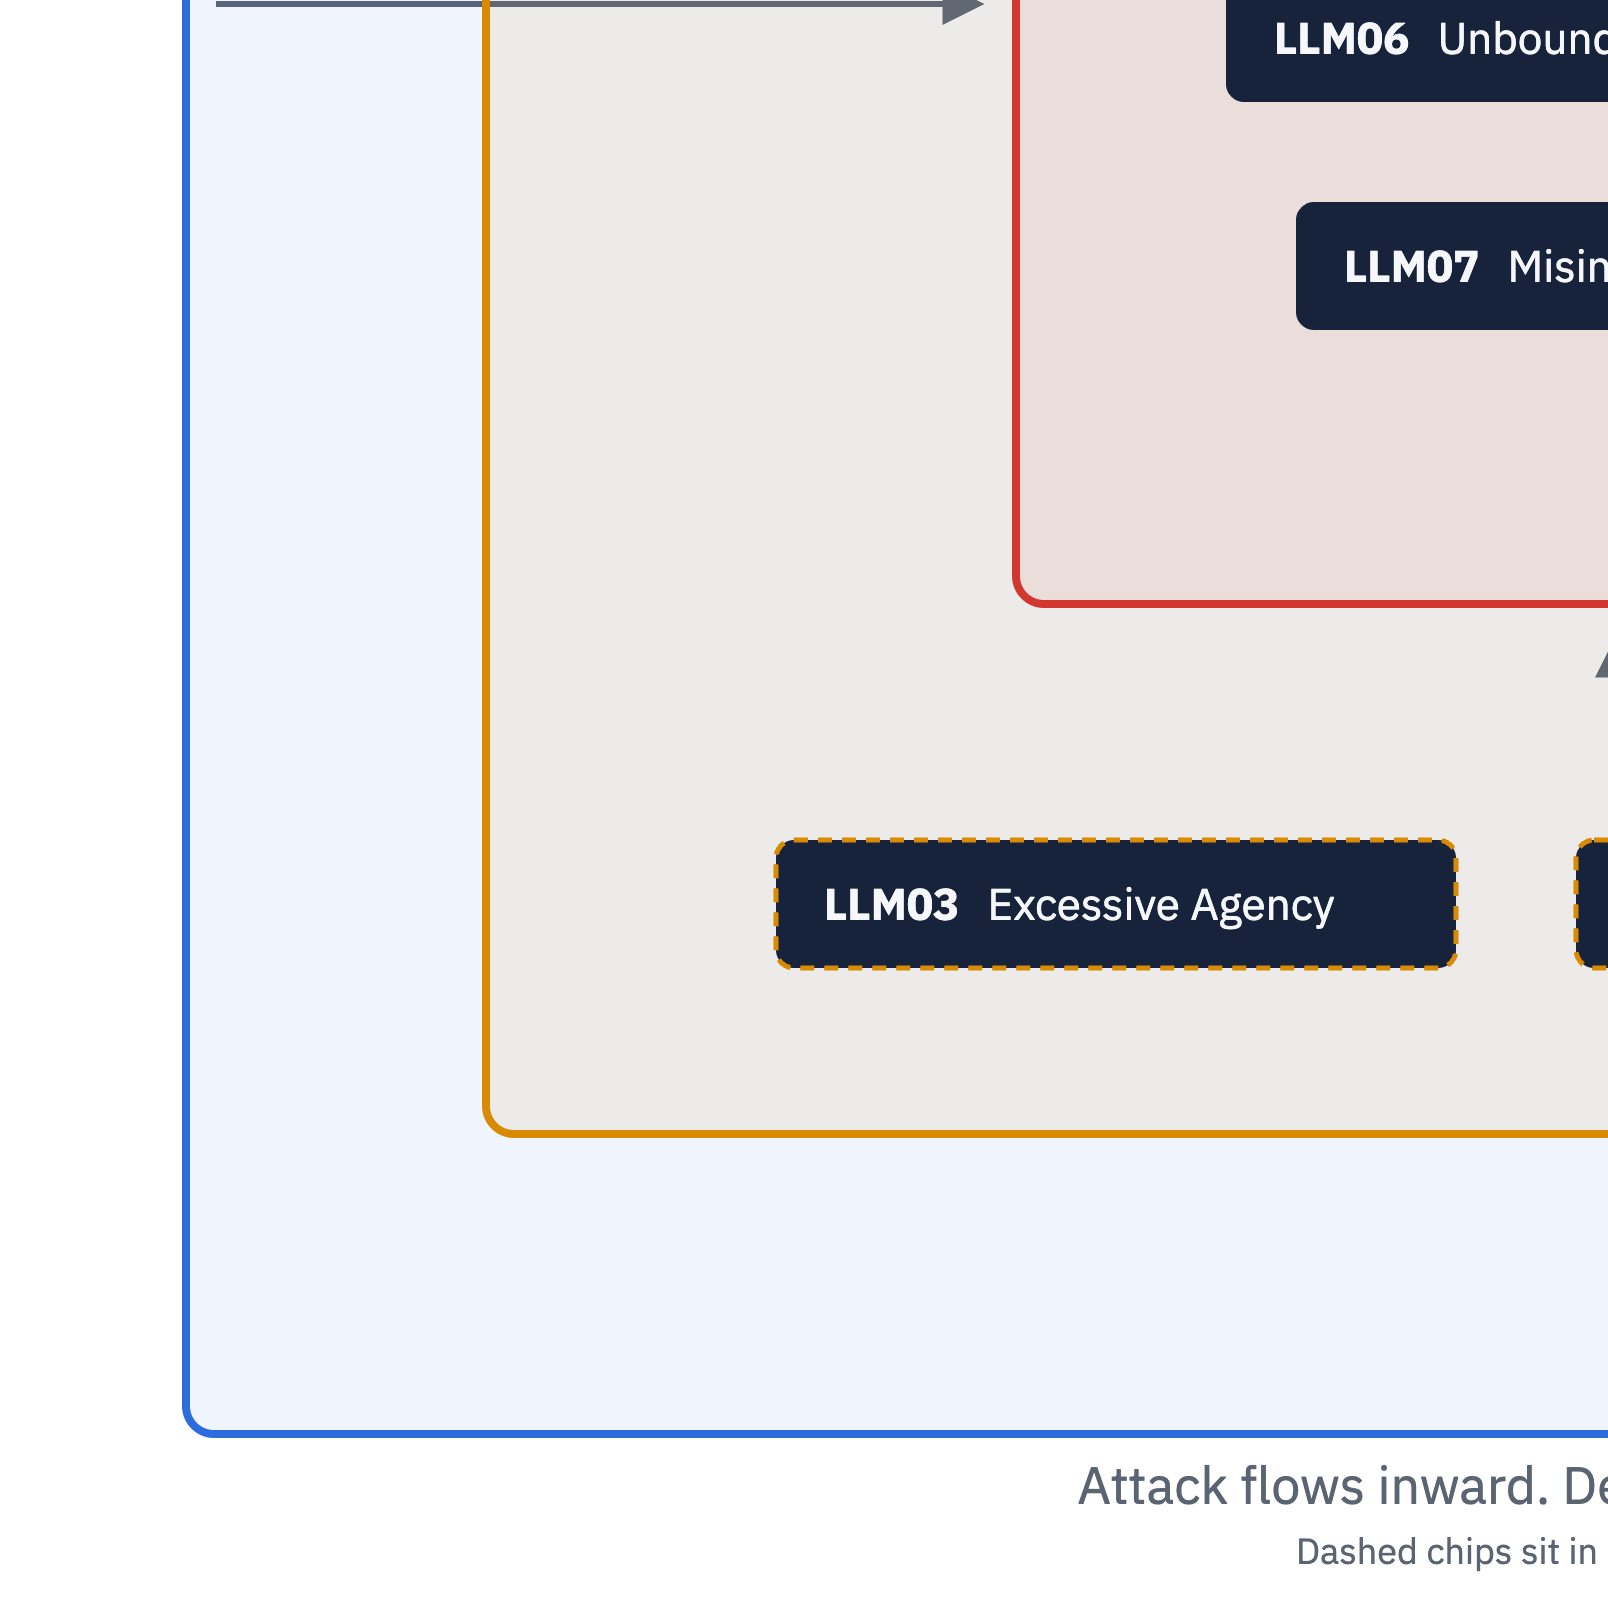 LLM06 Unbound
LLM07 Misin
LLM03 Excessive Agency
Attack flows inward. De
Dashed chips sit in